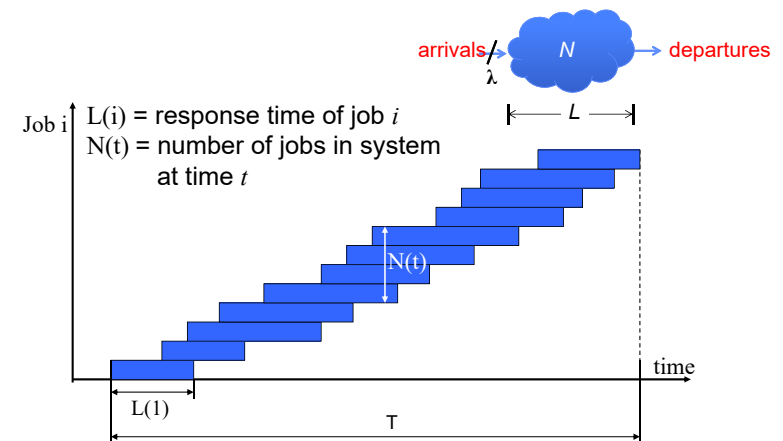 arrivals
N
departures
λ
L
Job i
L(i) = response time of job i
N(t) = number of jobs in system
at time t
N(t)
time
L(1)
T